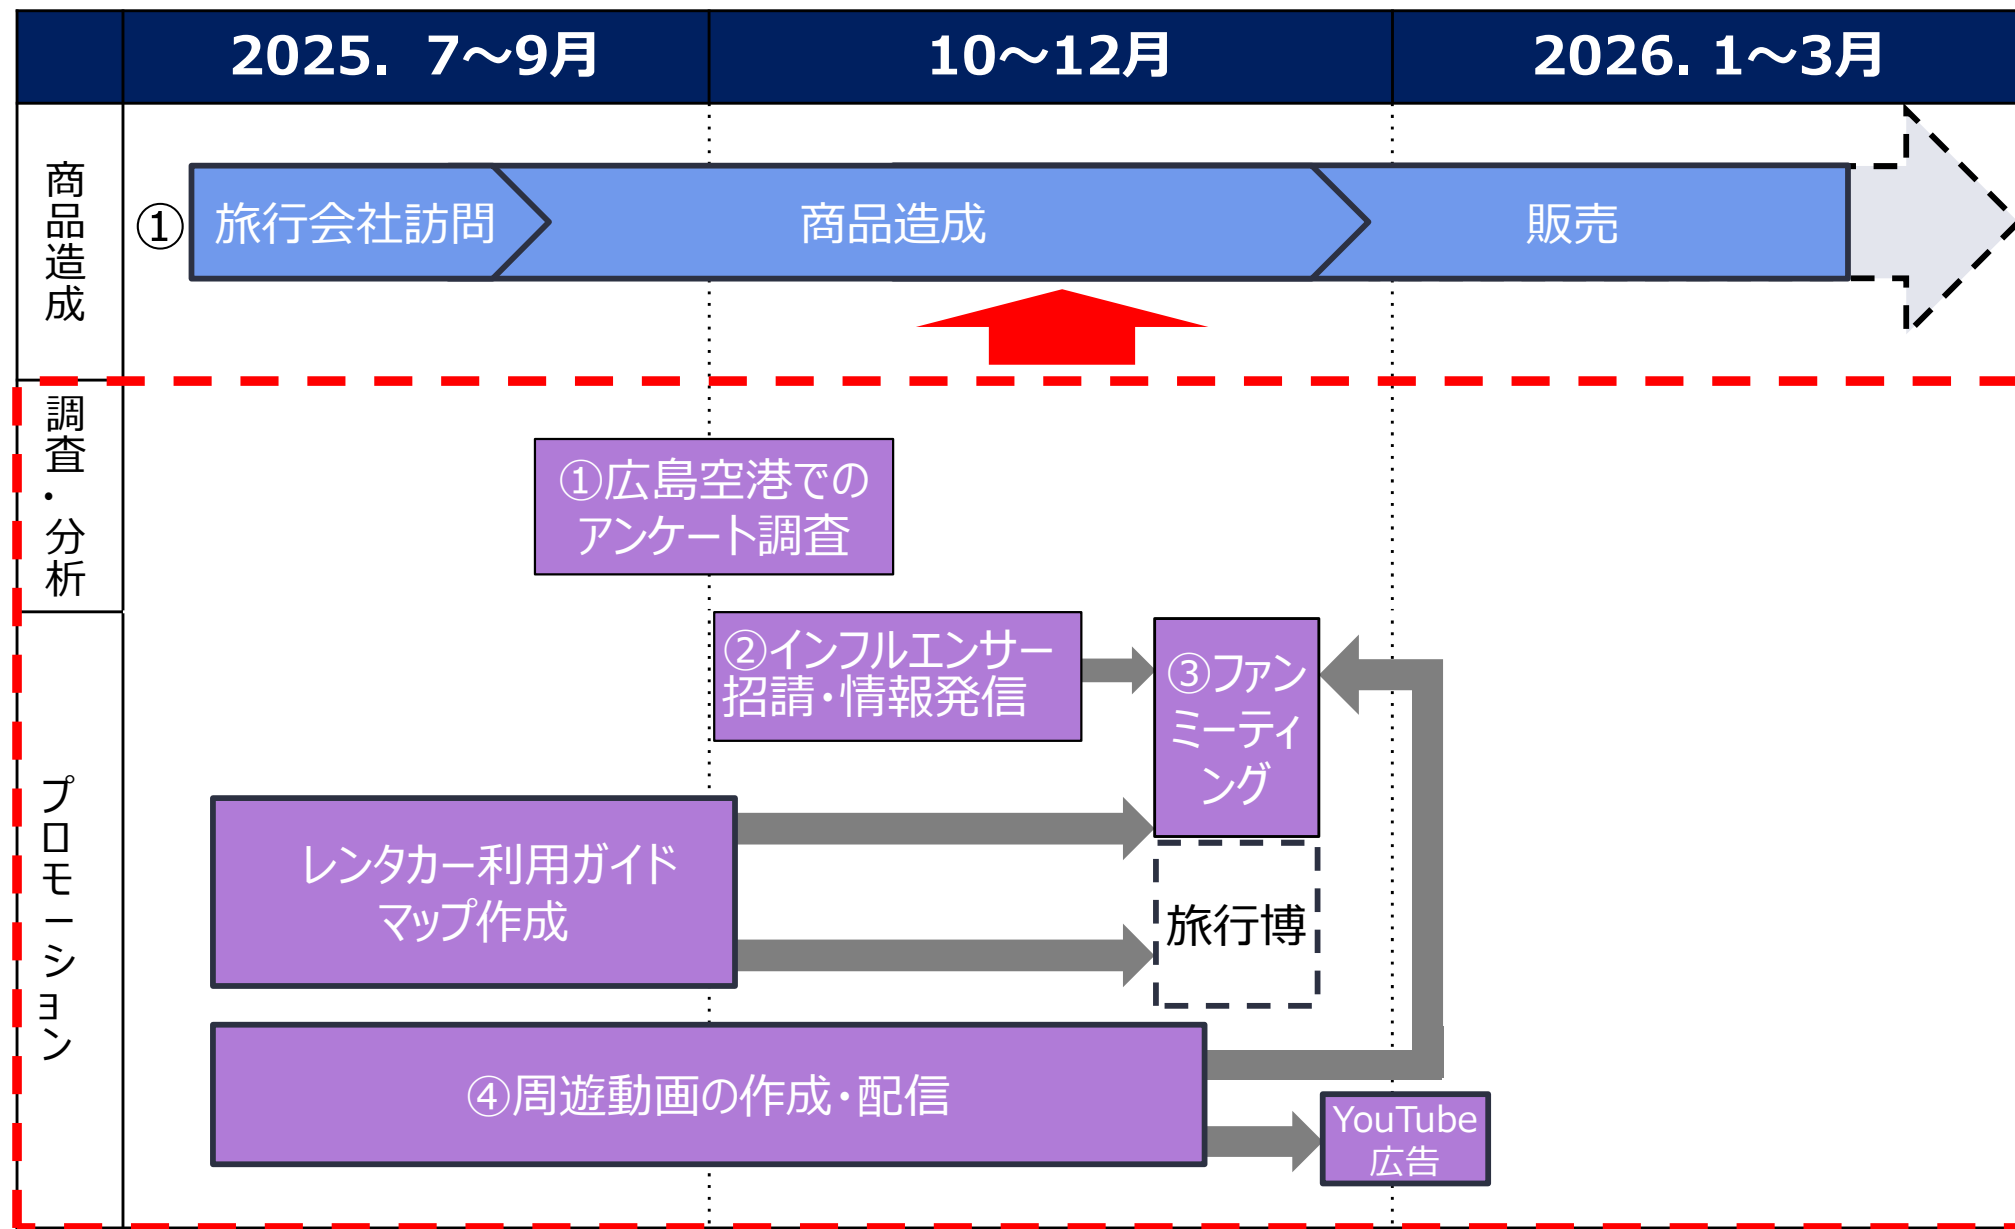 2025. 7～9月
10～12月
2026. 1～3月
商品造成
①
旅行会社訪問
商品造成
販売
調査・分析
①広島空港での
アンケート調査
プロモーション
②インフルエンサー
招請・情報発信
③ファン
ミーティ
ング
レンタカー利用ガイド
マップ作成
旅行博
④周遊動画の作成・配信
YouTube
広告